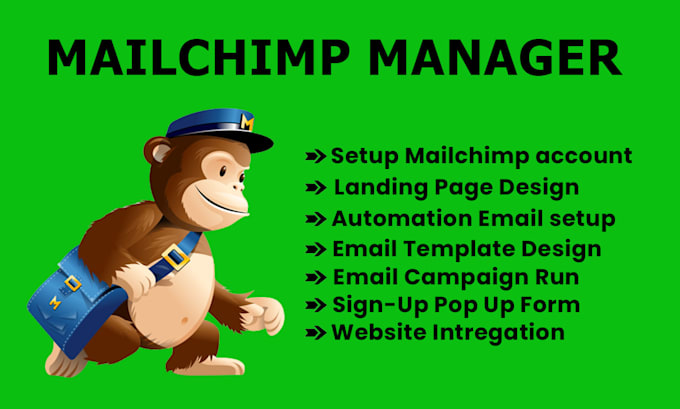 MAILCHIMP MANAGER
M
Setup Mailchimp account
Landing Page Design
Automation Email setup
Email Template Design
Email Campaign Run
Sign-Up Pop Up Form
Website Intregation
M